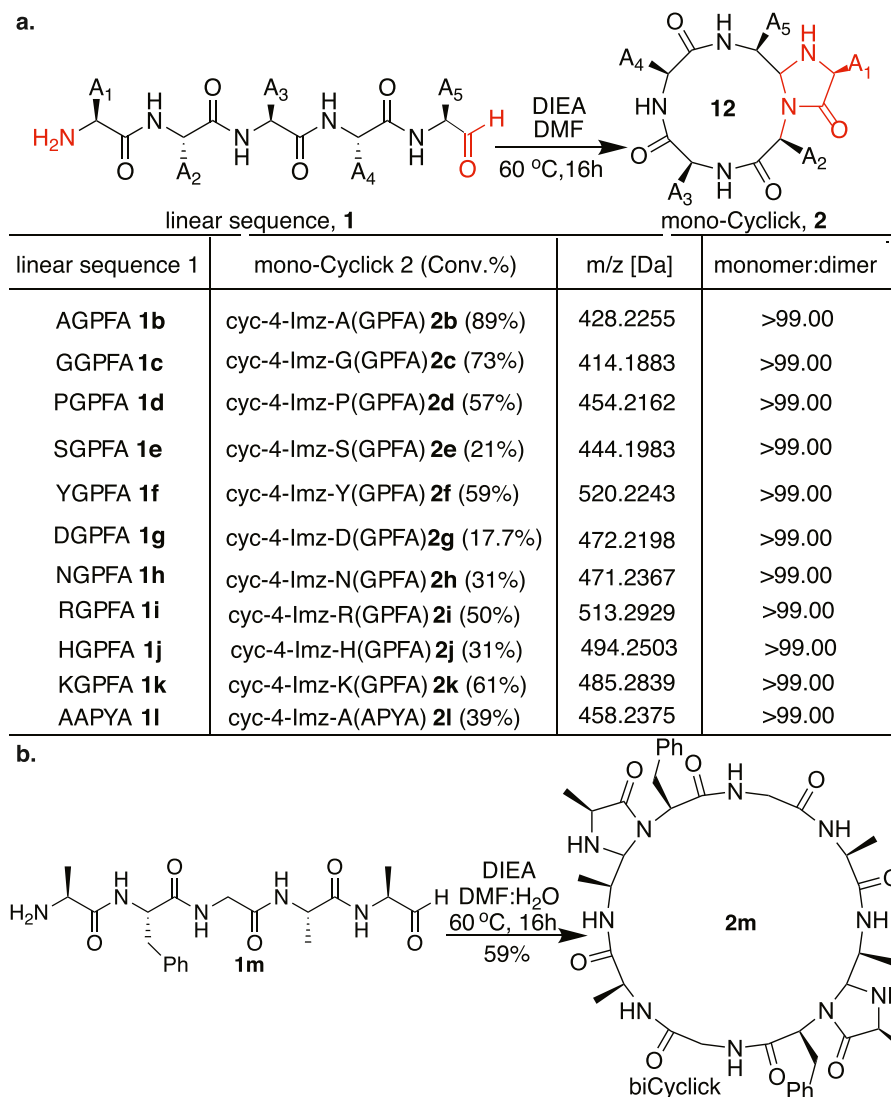 a.
A1
O
H
N
A3
O
H
N
A5
H2N
O
N
H
A2
O
N
H
A4
H
O
linear sequence, 1
DIEA
DMF
60 oC,16h
O
H
N
A5
H
N
A1
A4
HN
12
N
O
O
A3
NH
O
A2
mono-Cyclick, 2
linear sequence 1 mono-Cyclick 2 (Conv.%) m/z [Da] monomer:dimer
AGPFA 1b cyc-4-Imz-A(GPFA) 2b (89%) 428.2255 >99.00
GGPFA 1c cyc-4-Imz-G(GPFA) 2c (73%) 414.1883 >99.00
PGPFA 1d cyc-4-Imz-P(GPFA) 2d (57%) 454.2162 >99.00
SGPFA 1e cyc-4-Imz-S(GPFA) 2e (21%) 444.1983 >99.00
YGPFA 1f cyc-4-Imz-Y(GPFA) 2f (59%) 520.2243 >99.00
DGPFA 1g cyc-4-Imz-D(GPFA) 2g (17.7%) 472.2198 >99.00
NGPFA 1h cyc-4-Imz-N(GPFA) 2h (31%) 471.2367 >99.00
RGPFA 1i cyc-4-Imz-R(GPFA) 2i (50%) 513.2929 >99.00
HGPFA 1j cyc-4-Imz-H(GPFA) 2j (31%) 494.2503 >99.00
KGPFA 1k cyc-4-Imz-K(GPFA) 2k (61%) 485.2839 >99.00
AAPYA 1l cyc-4-Imz-A(APYA) 2l (39%) 458.2375 >99.00
b.
H2N
O
H
N
O
N
H
O
H
N
O
N
H
O
H
Ph
1m
DIEA
DMF:H2O
60 oC, 16h
59%
Ph
O
O
H
N
O
N
HN
HN
O
HN
2m
NH
O
N
NH
O
NH
O
N
H
O
O
Ph
biCyclick